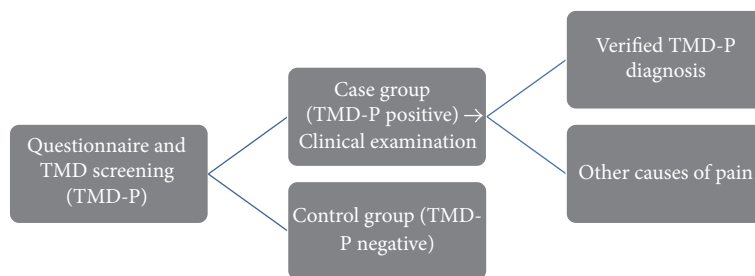 Questionnaire and
TMD screening
(TMD-P)
Case group
(TMD-P positive) →
Clinical examination
Control group (TMD-
P negative)
Verified TMD-P
diagnosis
Other causes of pain